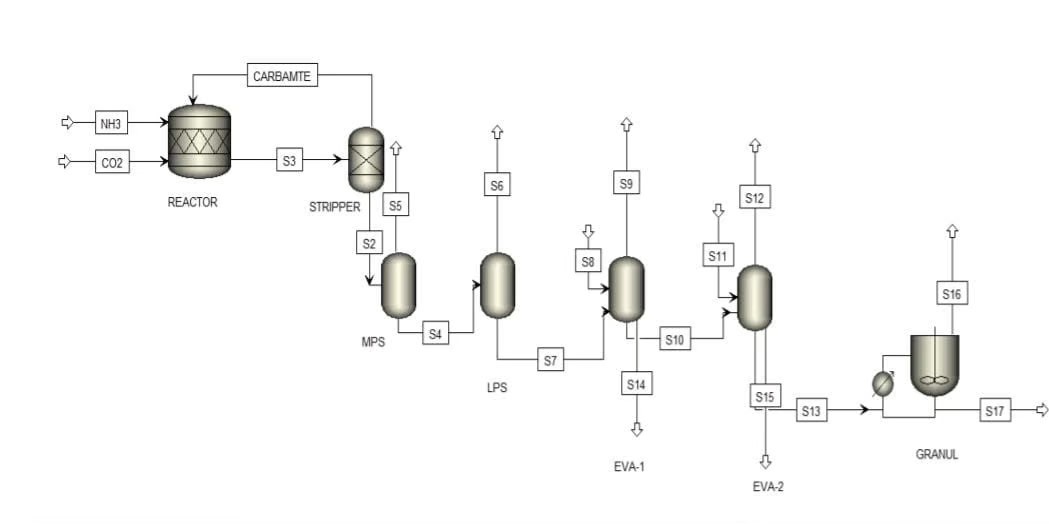 CARBAMTE
NH3
CO2
S3
REACTOR
STRIPPER
S5
S2
S6
S9
S12
S8
S11
S16
MPS
S4
LPS
S7
S10
S14
S15
S13
S17
EVA-1
EVA-2
GRANUL